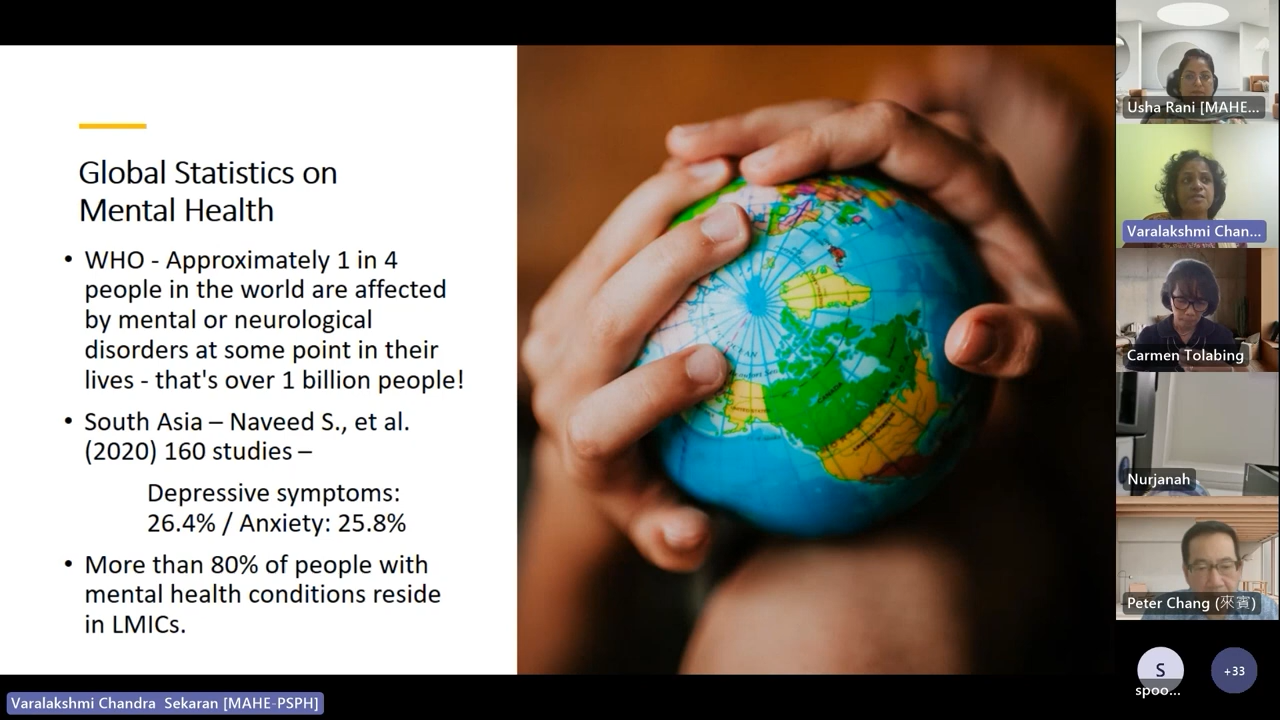 Global Statistics on
Mental Health
• WHO - Approximately 1 in 4
people in the world are affected
by mental or neurological
disorders at some point in their
lives - that's over 1 billion people!
• South Asia – Naveed S., et al.
(2020) 160 studies –
Depressive symptoms:
26.4% / Anxiety: 25.8%
• More than 80% of people with
mental health conditions reside
in LMICs.
Usha Rani [MAHE...
Varalakshmi Chan...
Carmen Tolabing
Nurjanah
Peter Chang (來賓)
S
spoo...
+33
Varalakshmi Chandra Sekaran [MAHE-PSPH]